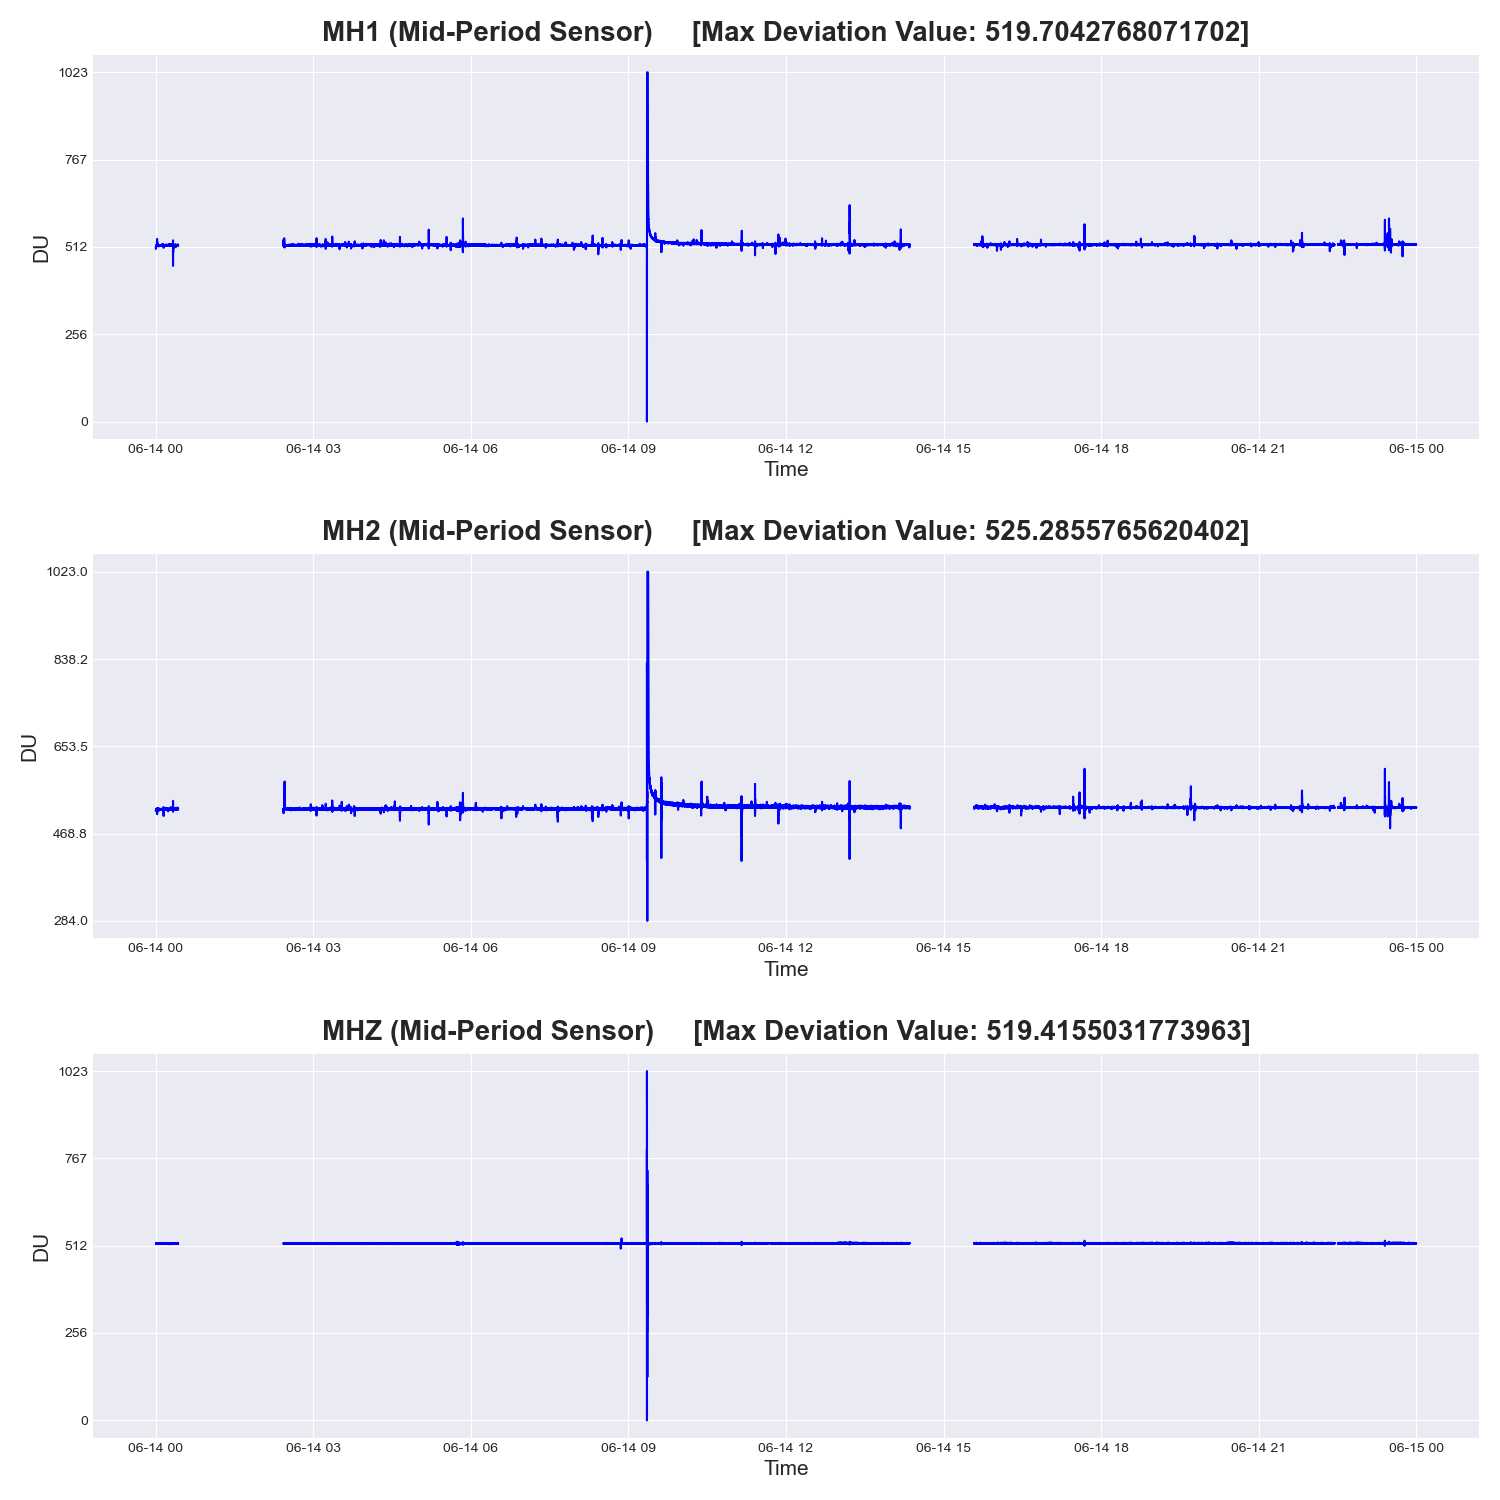 MH1 (Mid-Period Sensor) [Max Deviation Value: 519.7042768071702]
1023
767
512
256
0
DU
06-14 00 06-14 03 06-14 06 06-14 09 06-14 12 06-14 15 06-14 18 06-14 21 06-15 00
Time
MH2 (Mid-Period Sensor) [Max Deviation Value: 525.2855765620402]
1023.0
838.2
653.5
468.8
284.0
DU
06-14 00 06-14 03 06-14 06 06-14 09 06-14 12 06-14 15 06-14 18 06-14 21 06-15 00
Time
MHZ (Mid-Period Sensor) [Max Deviation Value: 519.4155031773963]
1023
767
512
256
0
DU
06-14 00 06-14 03 06-14 06 06-14 09 06-14 12 06-14 15 06-14 18 06-14 21 06-15 00
Time